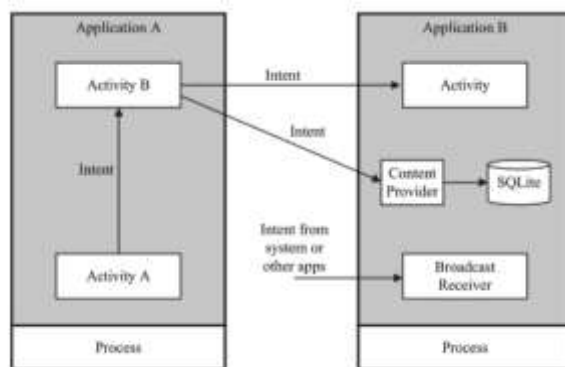 Application A
Application B
Activity B
Intent
Activity
Intent
Intent
Content
Provider
SQLite
Intent from
system or
other apps
Activity A
Broadcast
Receiver
Process
Process